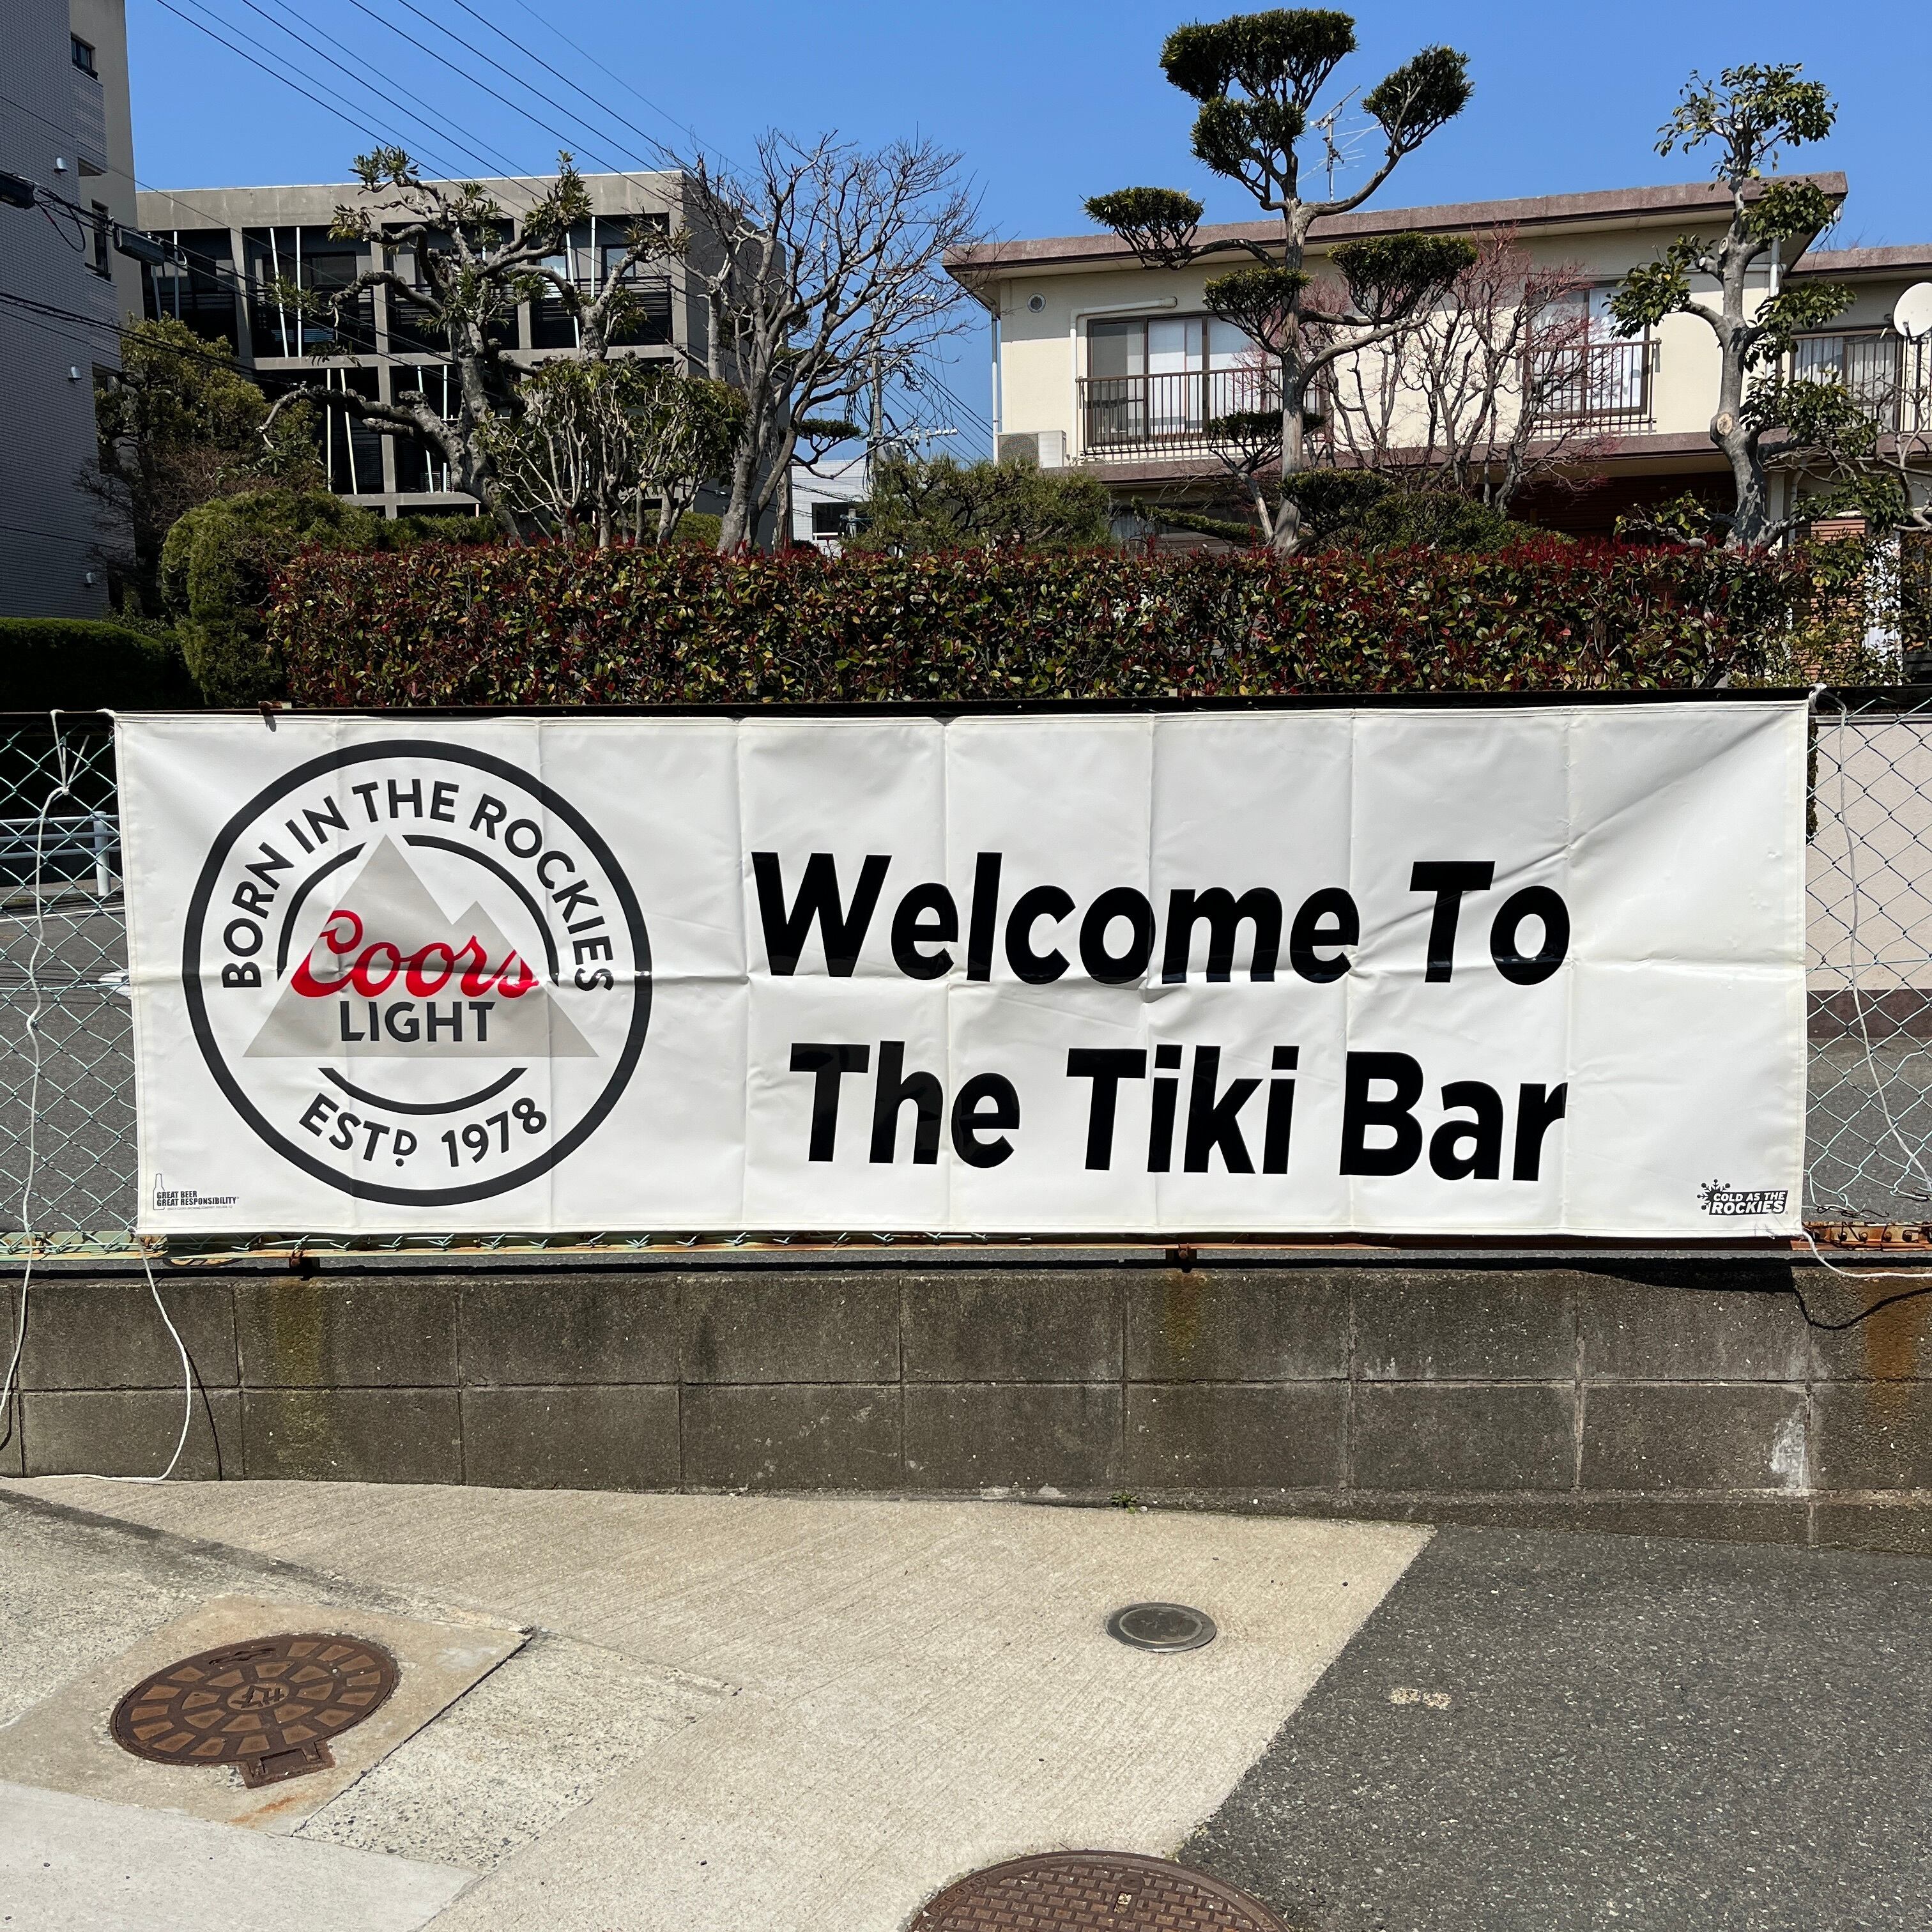 BORN IN THE ROCKIES
Coors
LIGHT
ESTD 1978
Welcome To
The Tiki Bar
GREAT BEER
GREAT RESPONSIBILITY
COLD AS THE
ROCKIES